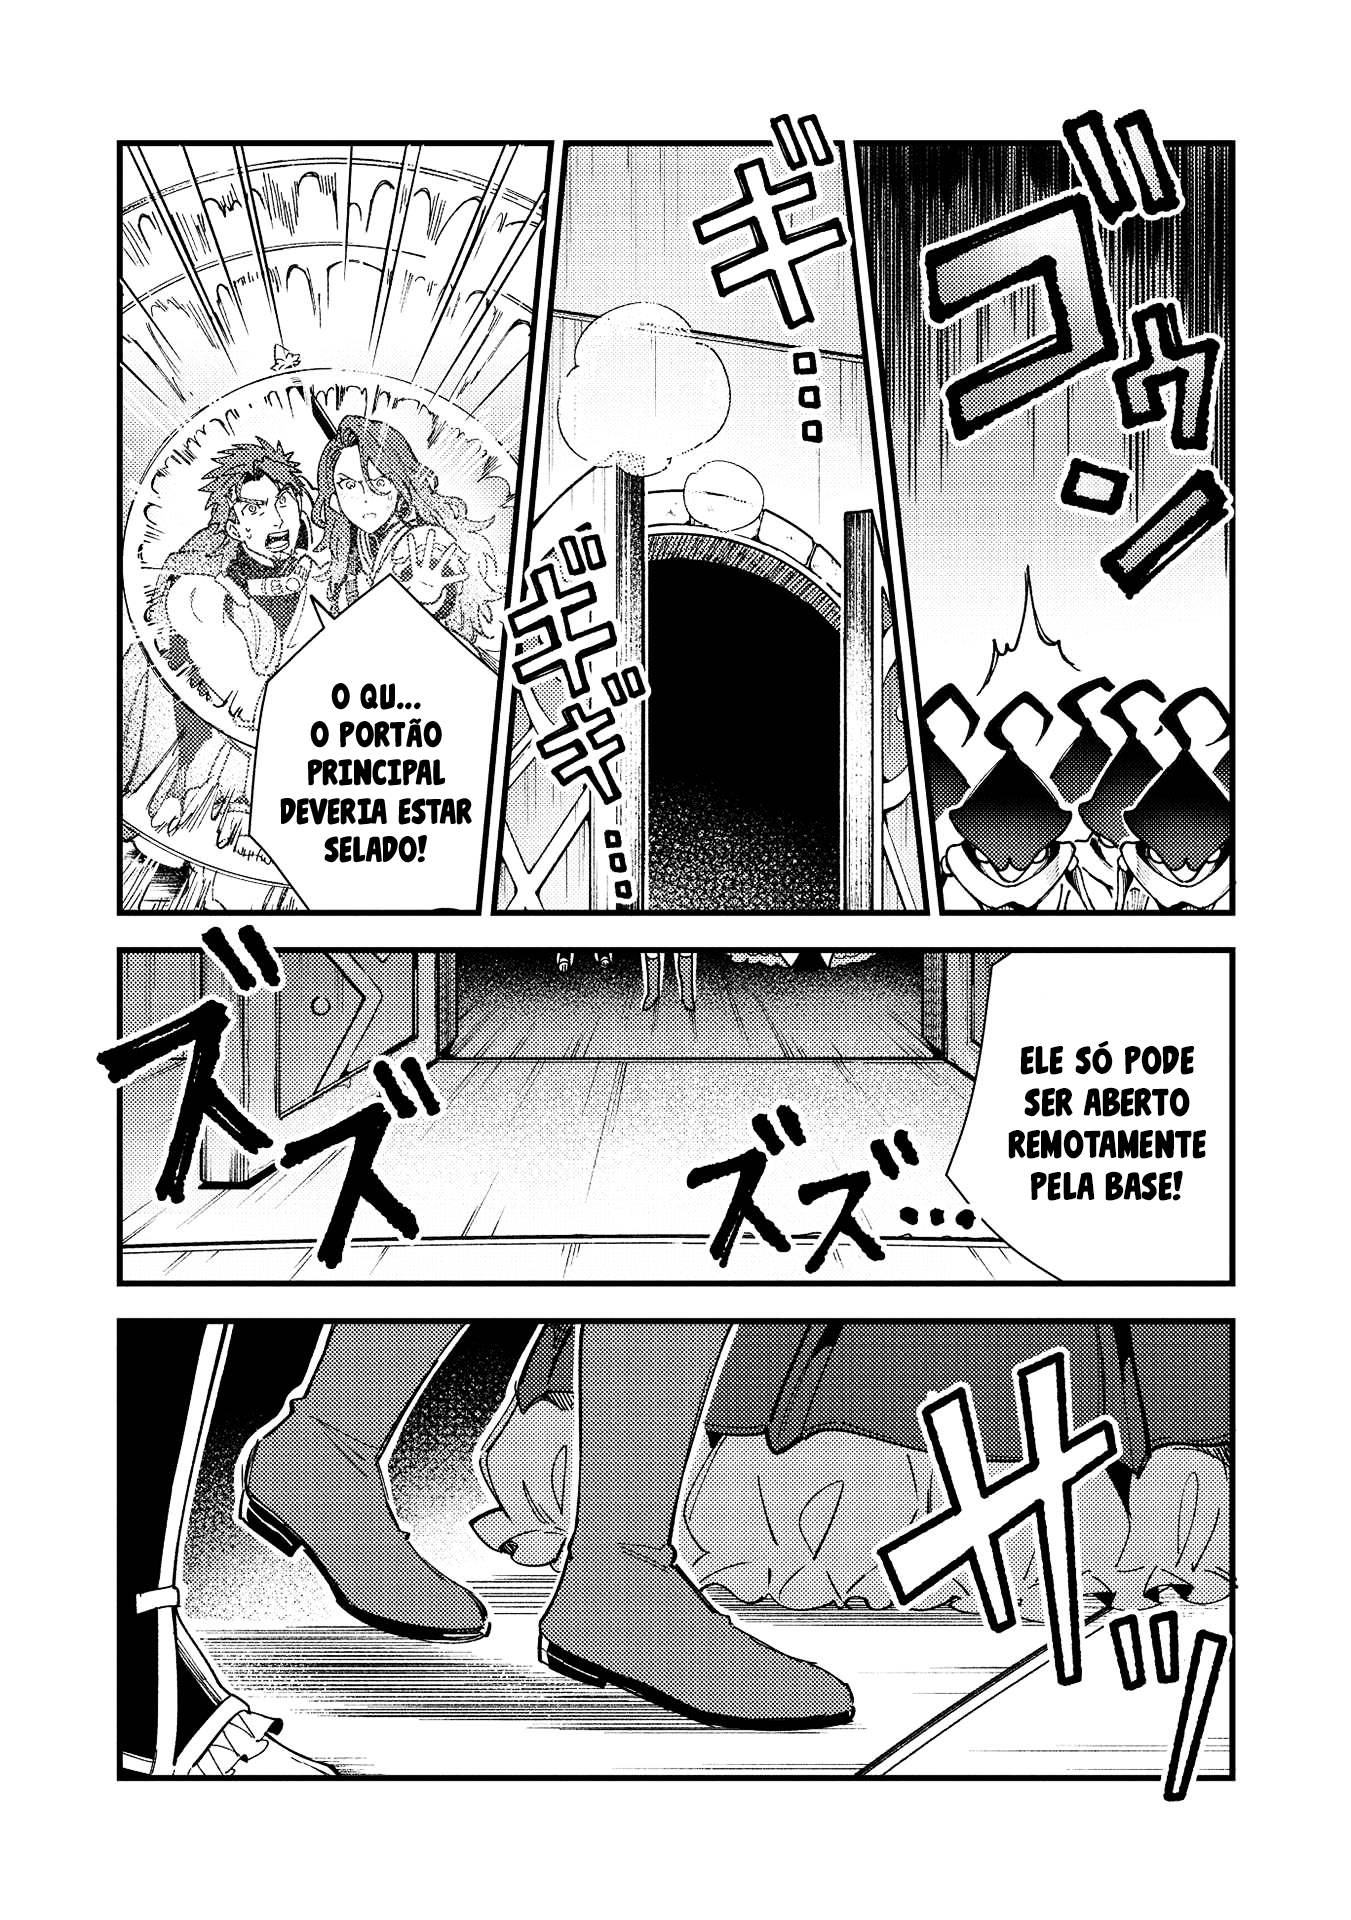 ゴゥン
ギ…
ギギギ…
O QU...
O PORTÃO
PRINCIPAL
DEVERIA ESTAR
SELADO!
ELE SÓ PODE
SER ABERTO
REMOTAMENTE
PELA BASE!
ズズズズ…
ザッ